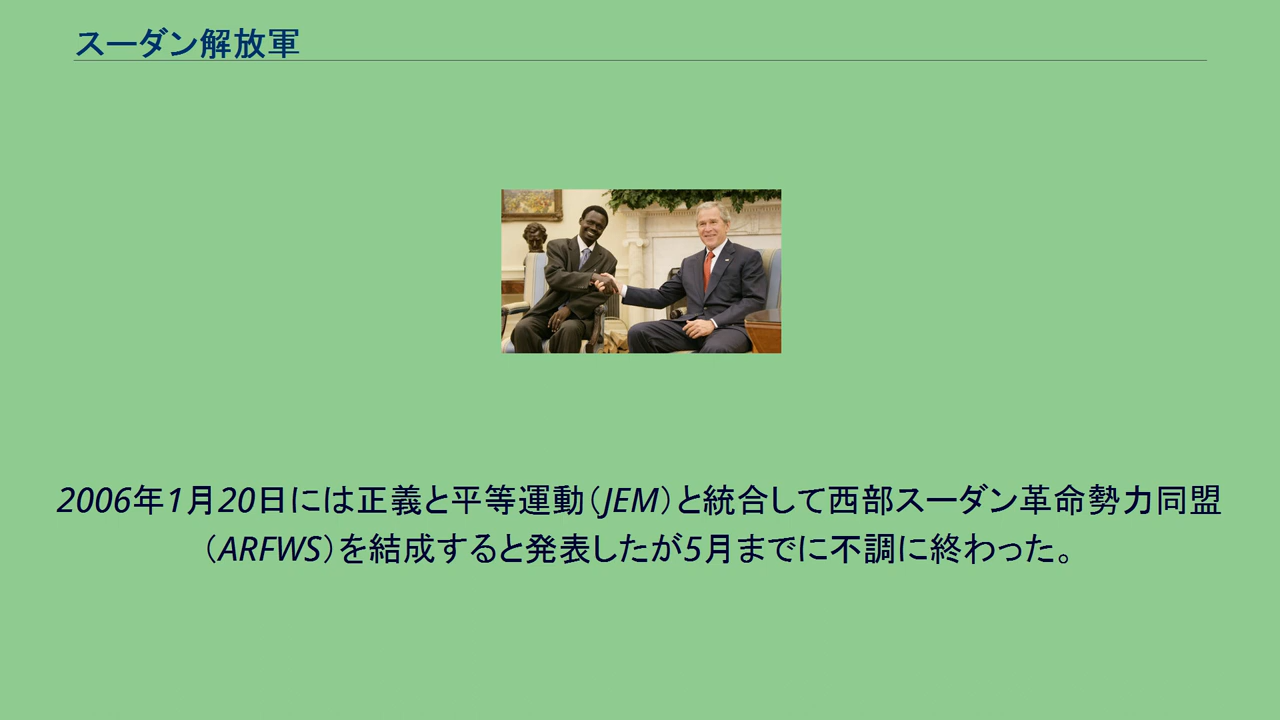 スーダン解放軍
2006年1月20日には正義と平等運動（JEM）と統合して西部スーダン革命勢力同盟
（ARFWS）を結成すると発表したが5月までに不調に終わった。